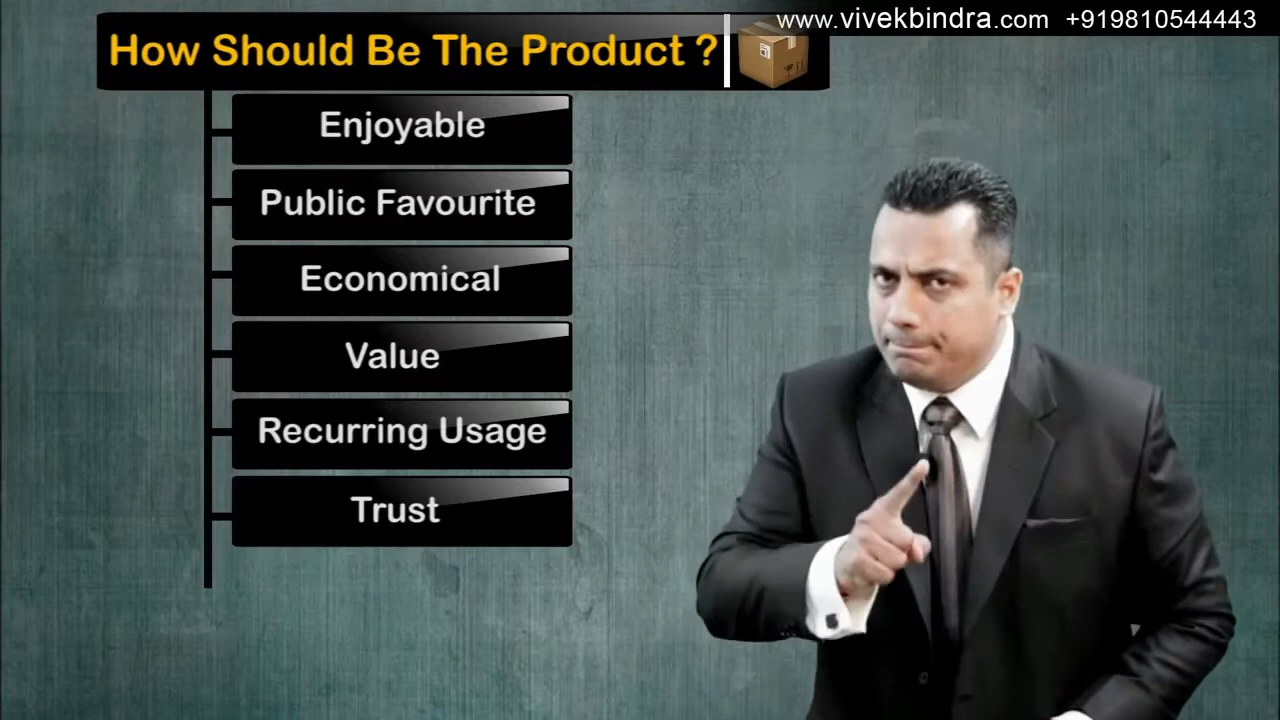 www.vivekbindra.com +919810544443
How Should Be The Product ?
Enjoyable
Public Favourite
Economical
Value
Recurring Usage
Trust